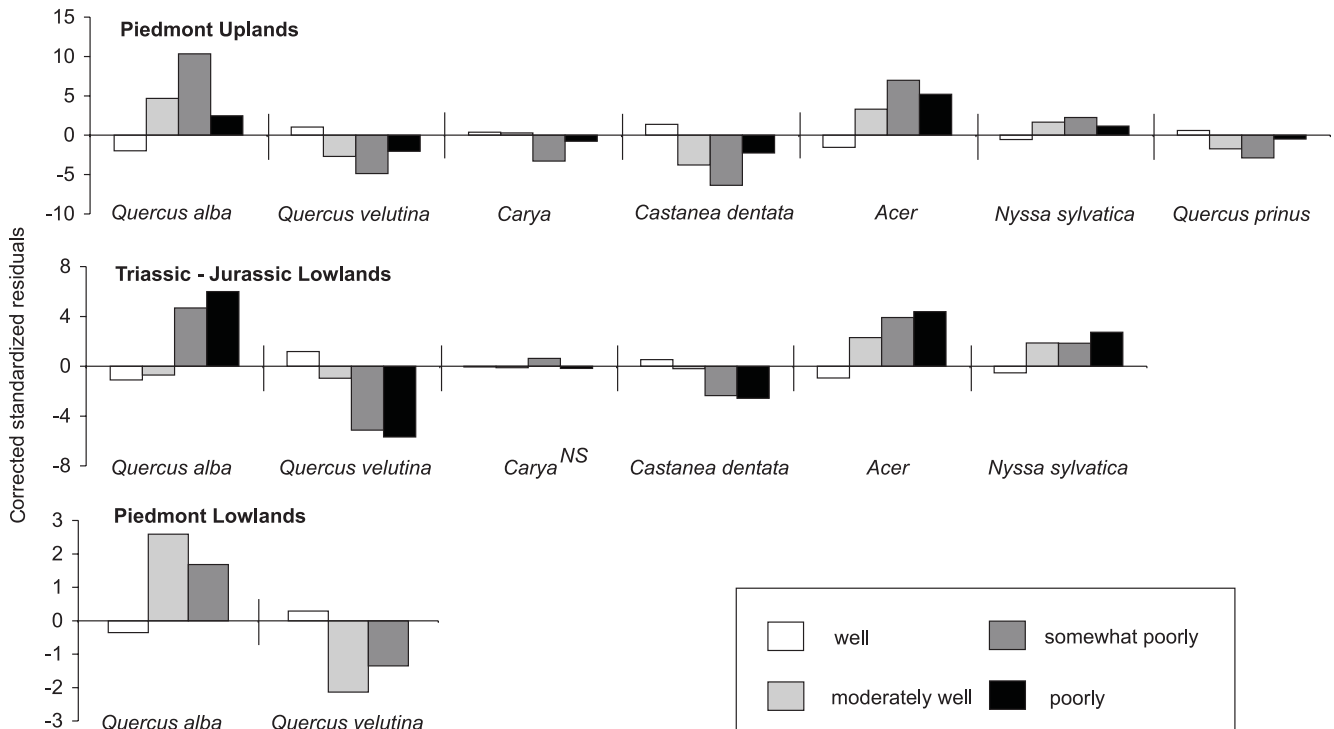 Corrected standardized residuals
Piedmont Uplands
15
10
5
0
-5
-10
Quercus alba Quercus velutina Carya Castanea dentata Acer Nyssa sylvatica Quercus prinus
Triassic - Jurassic Lowlands
8
4
0
-4
-8
Quercus alba Quercus velutina Carya NS Castanea dentata Acer Nyssa sylvatica
Piedmont Lowlands
3
2
1
0
-1
-2
-3
Quercus alba Quercus velutina
well somewhat poorly
moderately well poorly